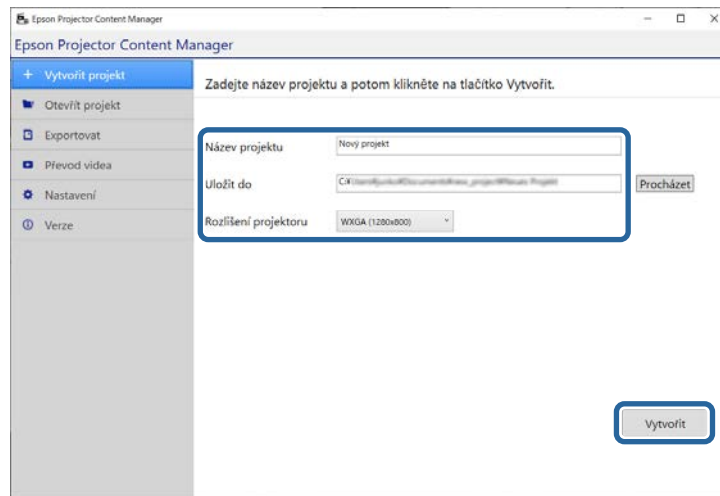 Epson Projector Content Manager
Epson Projector Content Manager
+ Vytvořit projekt
Otevřít projekt
Exportovat
Převod videa
Nastavení
Verze
Zadejte název projektu a potom klikněte na tlačítko Vytvořit.
Název projektu Nový projekt
Uložit do Procházet
Rozlišení projektoru WXGA (1280x800)
Vytvořit